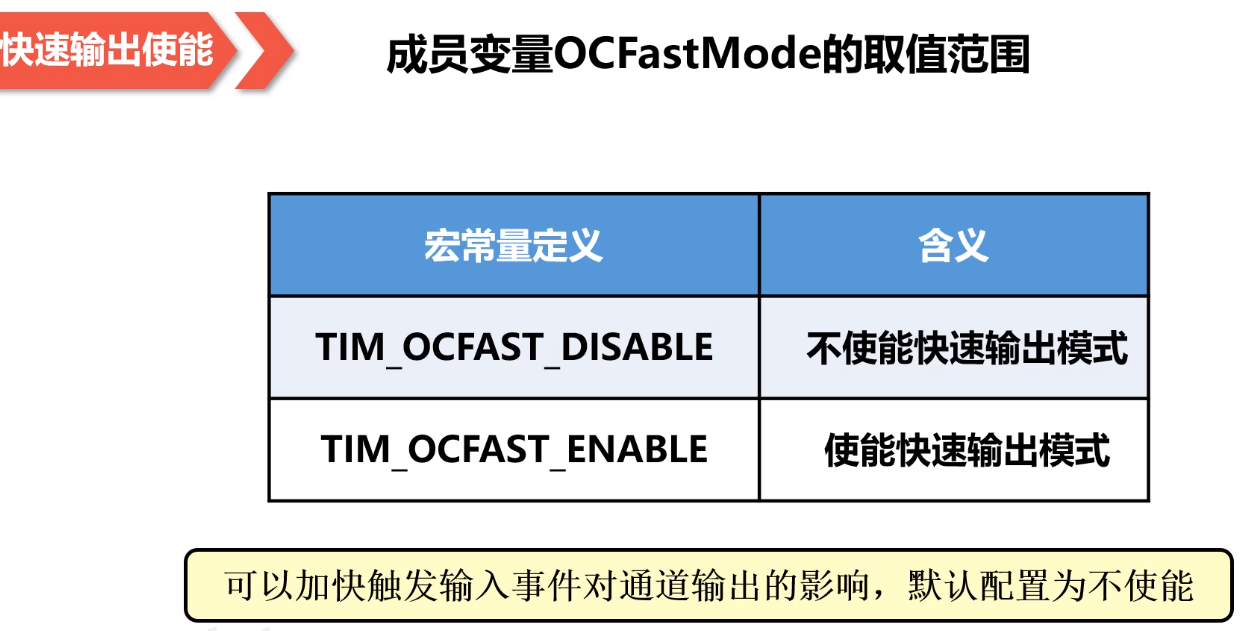 快速输出使能
成员变量OCFastMode的取值范围
宏常量定义 含义
TIM_OCFAST_DISABLE 不使能快速输出模式
TIM_OCFAST_ENABLE 使能快速输出模式
可以加快触发输入事件对通道输出的影响，默认配置为不使能